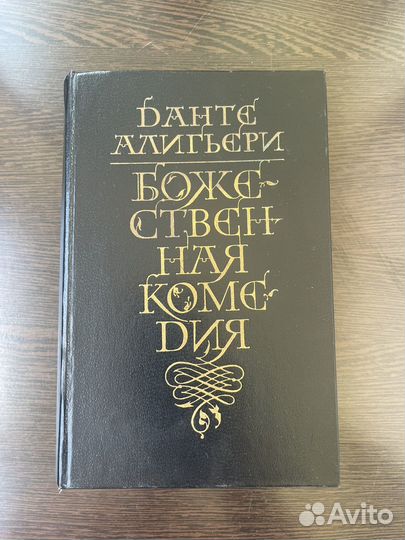 ДАНТЕ
АЛИГЬЕРИ
БОЖЕ-
СТВЕН-
НАЯ
КОМЕ-
ДИЯ
Avito